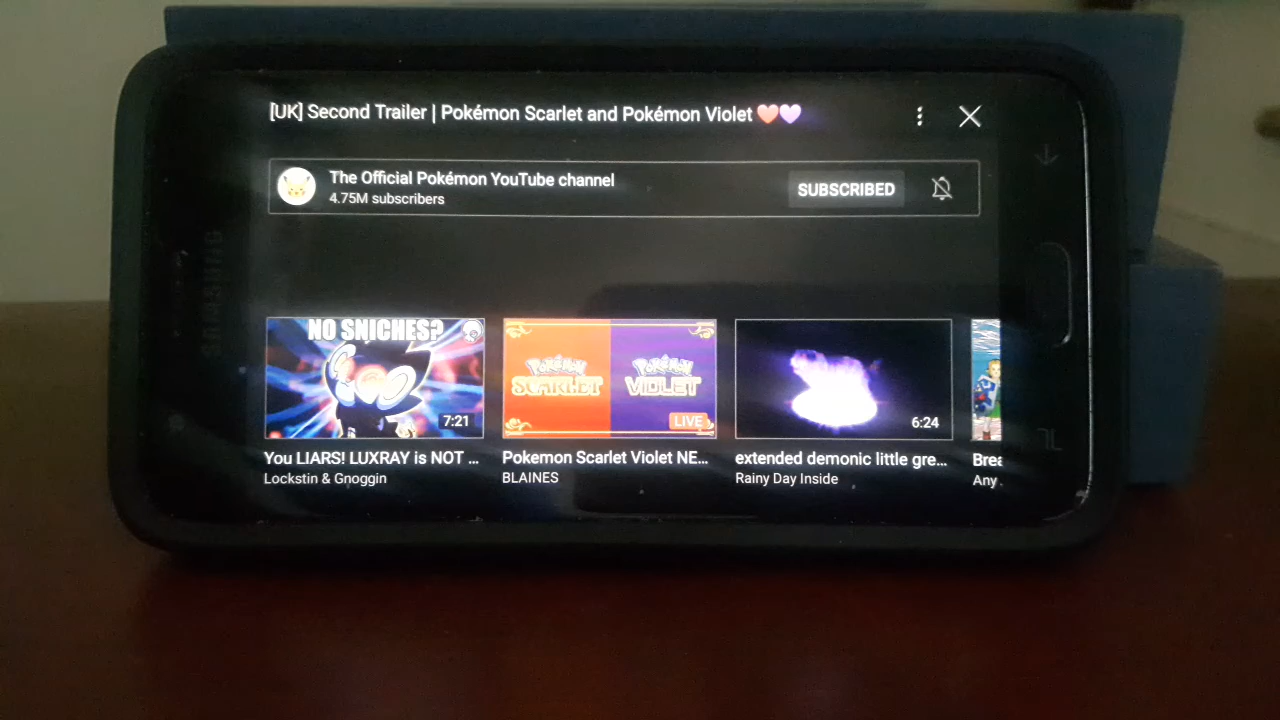 [UK] Second Trailer | Pokémon Scarlet and Pokémon Violet ❤️💜
The Official Pokémon YouTube channel
4.75M subscribers
SUBSCRIBED
SAMSUNG
NO SNICHES?
7:21
Pokémon
SCARLET
Pokémon
VIOLET
LIVE
6:24
You LIARS! LUXRAY is NOT ...
Lockstin & Gnoggin
Pokemon Scarlet Violet NE...
BLAINES
extended demonic little gre...
Rainy Day Inside
Brea
Any